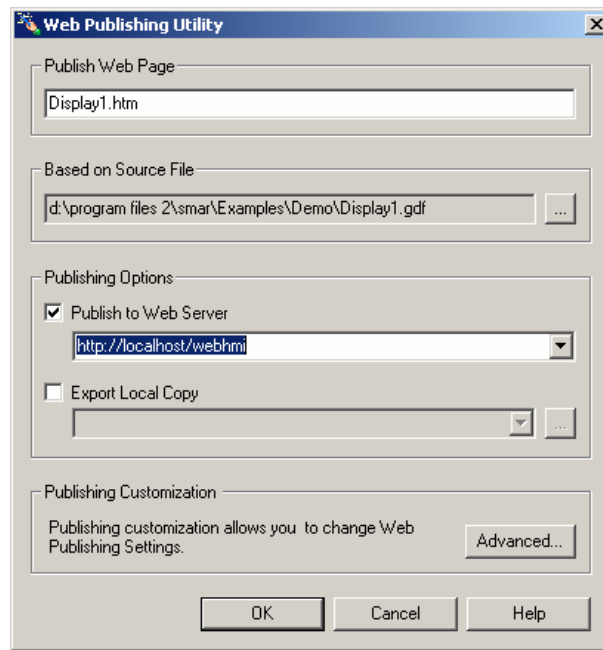 Web Publishing Utility
Publish Web Page
Display1.htm
Based on Source File
d:\program files 2\smar\Examples\Demo\Display1.gdf
...
Publishing Options
Publish to Web Server
http://localhost/webhmi
Export Local Copy
...
Publishing Customization
Publishing customization allows you to change Web
Publishing Settings.
Advanced...
OK
Cancel
Help